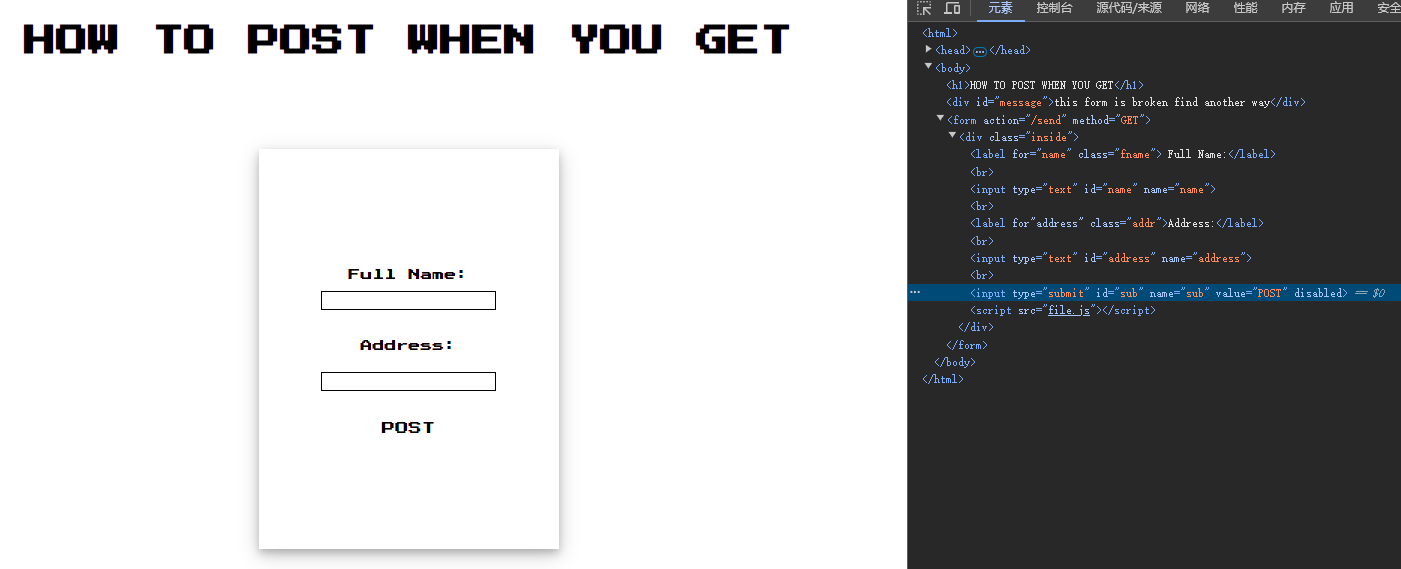 HOW TO POST WHEN YOU GET
Full Name:
Address:
POST
元素 控制台 源代码/来源 网络 性能 内存 应用 安全
<html>
<head> ••• </head>
<body>
<h1>HOW TO POST WHEN YOU GET</h1>
<div id="message">this form is broken find another way</div>
<form action="/send" method="GET">
<div class="inside">
<label for="name" class="fname"> Full Name:</label>
<br>
<input type="text" id="name" name="name">
<br>
<label for"address" class="addr">Address:</label>
<br>
<input type="text" id="address" name="address">
<br>
••• <input type="submit" id="sub" name="sub" value="POST" disabled> == $0
<script src="file.js"></script>
</div>
</form>
</body>
</html>